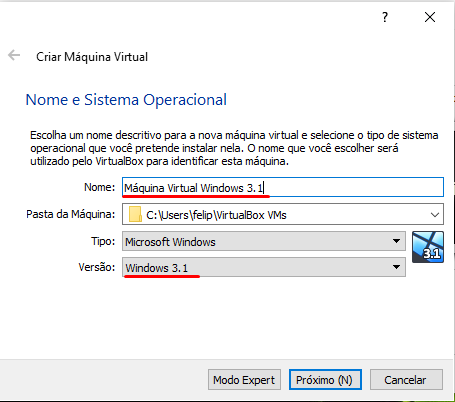 ?
Criar Máquina Virtual
Nome e Sistema Operacional
Escolha um nome descritivo para a nova máquina virtual e selecione o tipo de sistema
operacional que você pretende instalar nela. O nome que você escolher será
utilizado pelo VirtualBox para identificar esta máquina.
Nome: Máquina Virtual Windows 3.1
Pasta da Máquina: C:\Users\felip\VirtualBox VMs
Tipo: Microsoft Windows
3.1
Versão: Windows 3.1
Modo Expert Próximo (N) Cancelar